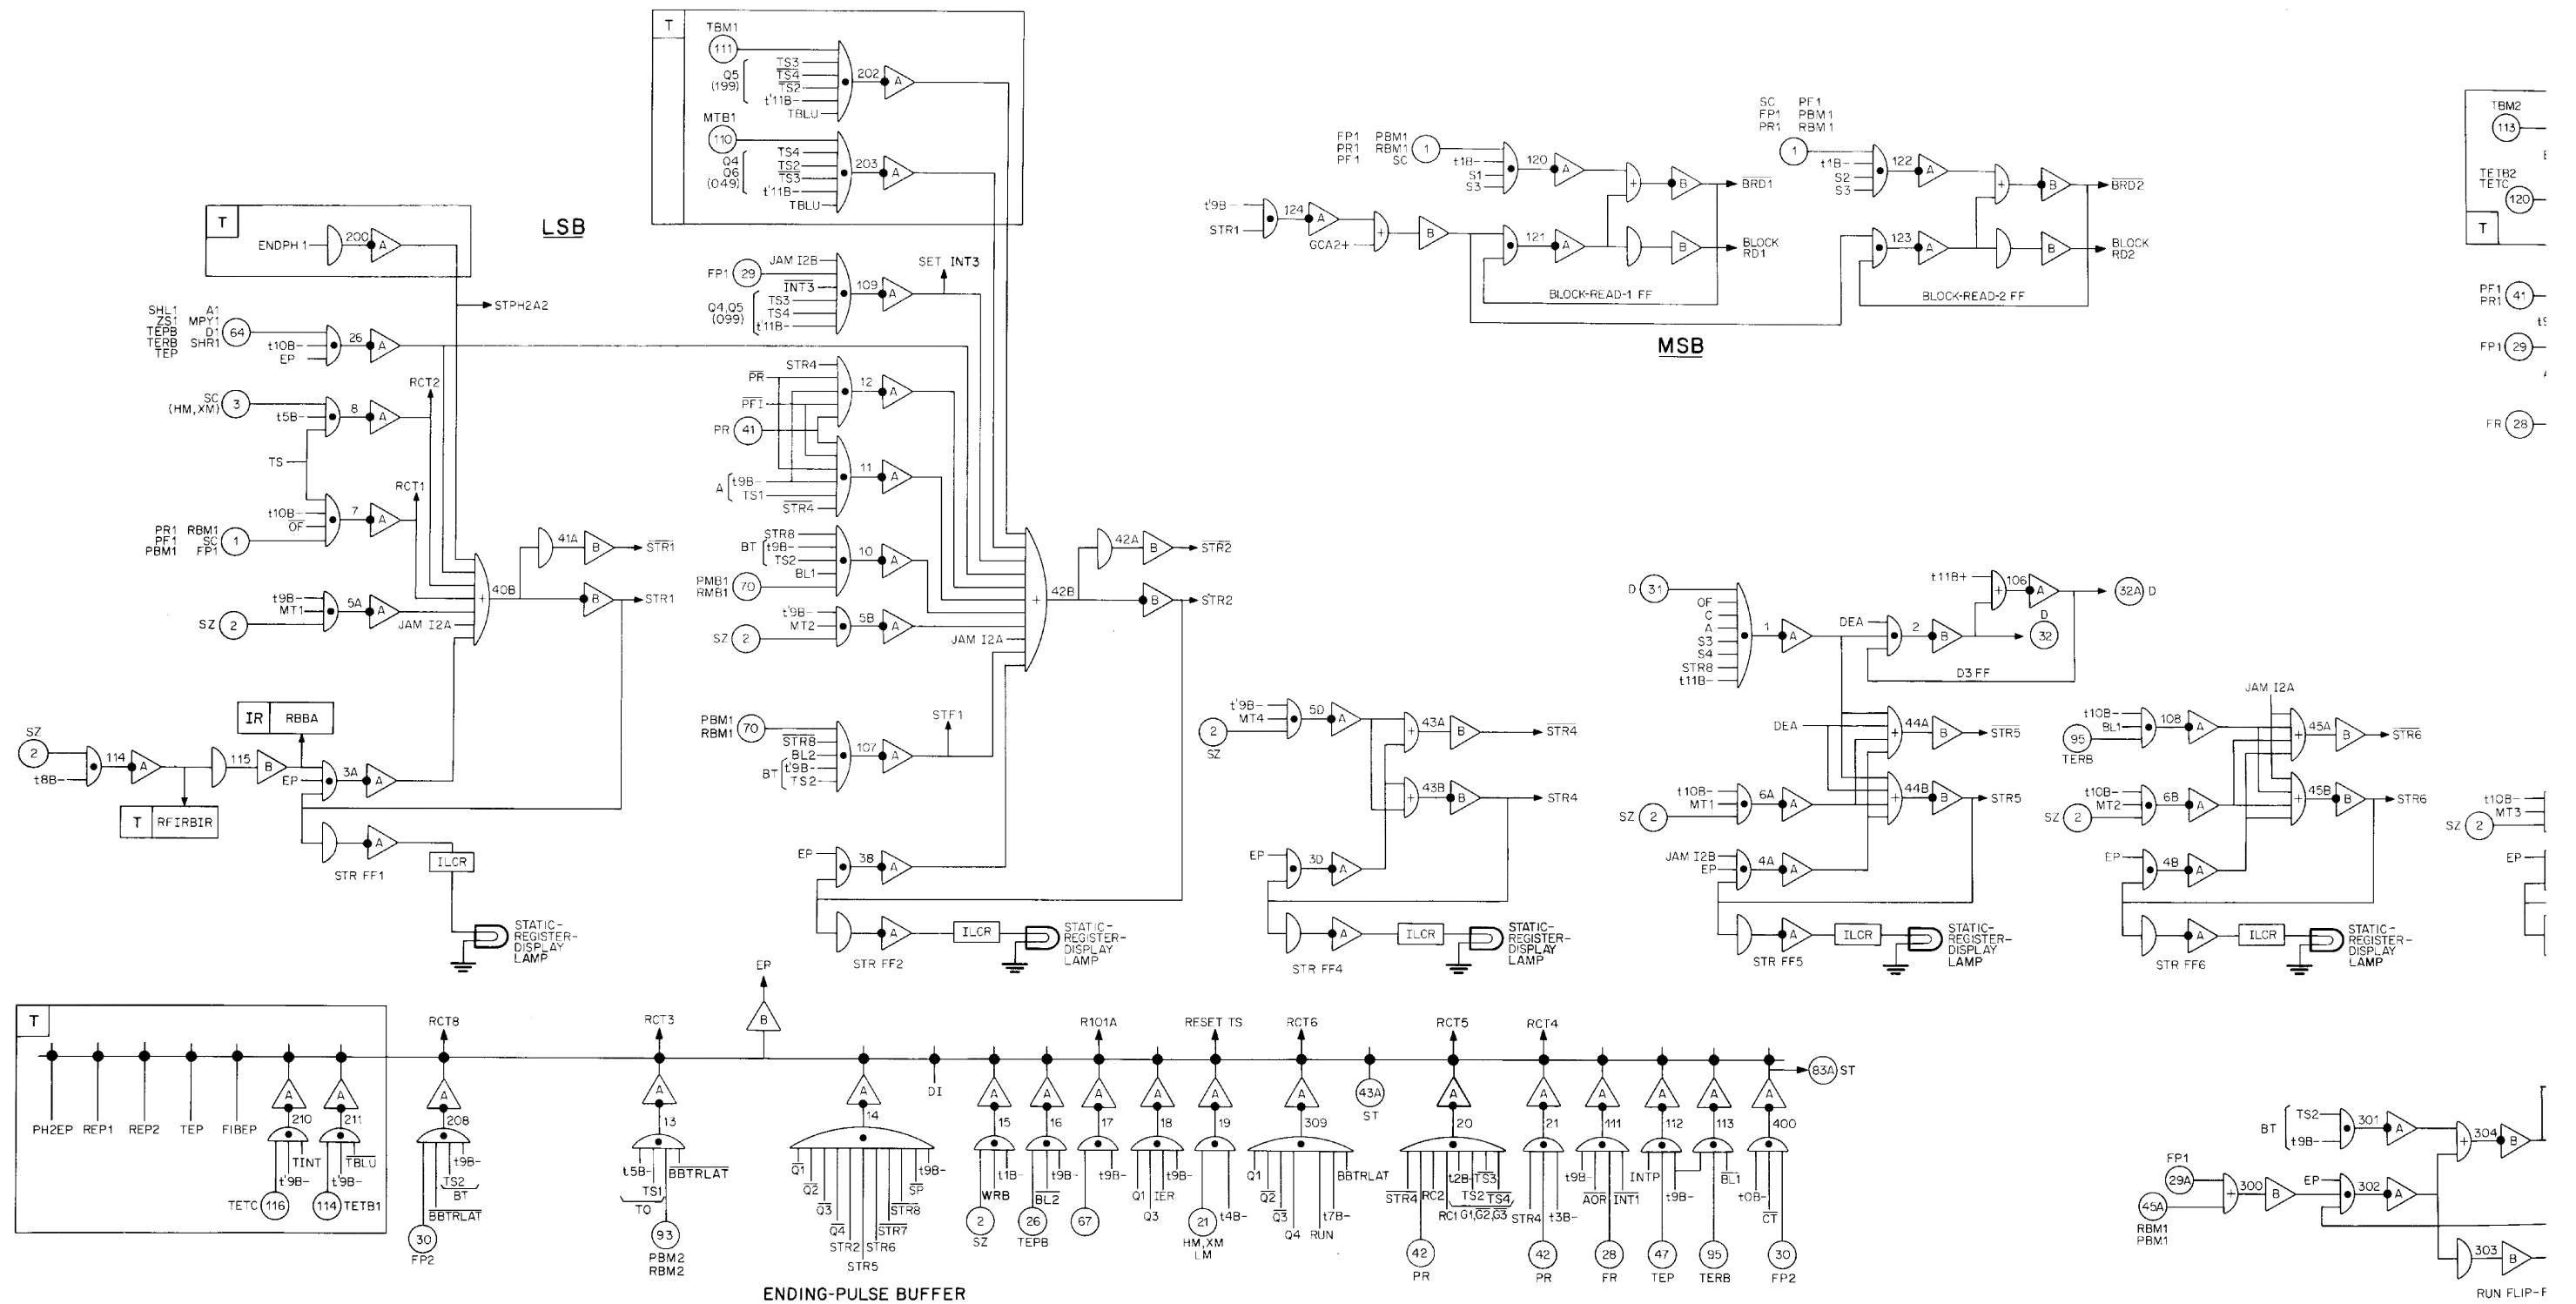 T
TBM1
111
TS3
TS4
TS2
t'11B-
TBLU
Q5
(199)
202
A
MTB1
110
TS4
TS2
TS3
t'11B-
TBLU
Q4
Q6
(049)
203
A
T
ENDPH 1
200
A
LSB
STPH2A2
SHL1 A1
ZS1 MPY1
TEPB D1
TERB SHR1
TEP
64
t10B-
EP
26
A
SC
(HM,XM)
3
t5B-
8
A
RCT2
TS
RCT1
t10B-
OF
7
A
PR1 RBM1
PF1 SC
PBM1 FP1
1
t9B-
MT1
5A
A
SZ
2
JAM I2A
40B
41A
B
STR1
B
STR1
SZ
2
t8B-
114
A
115
B
IR
RBBA
EP
3A
A
T
RFIRBIR
A
STR FF1
ILCR
STATIC-
REGISTER-
DISPLAY
LAMP
JAM I2B
FP1
29
INT3
Q4,Q5
(099)
TS3
TS4
t'11B-
109
A
SET INT3
STR4
PR
PFI
PR
41
12
A
11
A
A
t9B-
TS1
STR4
STR8
BT
t9B-
TS2
BL1
10
A
PMB1
RMB1
70
t'9B-
MT2
5B
A
SZ
2
JAM I2A
42B
42A
B
STR2
B
STR2
PBM1
RBM1
70
STR8
BL2
BT
t'9B-
TS2
107
A
STF1
EP
3B
A
A
STR FF2
ILCR
STATIC-
REGISTER-
DISPLAY
LAMP
FP1 PBM1
PR1 RBM1
PF1 SC
1
t1B-
S1
S3
120
A
B
BRD1
t'9B-
STR1
124
A
GCA2+
B
121
A
B
BLOCK
RD1
BLOCK-READ-1 FF
SC PF1
FP1 PBM1
PR1 RBM1
1
t1B-
S2
S3
122
A
B
BRD2
123
A
B
BLOCK
RD2
BLOCK-READ-2 FF
MSB
t'9B-
MT4
5D
A
2
SZ
43A
B
STR4
43B
B
STR4
EP
3D
A
A
STR FF4
ILCR
STATIC-
REGISTER-
DISPLAY
LAMP
D
31
OF
C
A
S3
S4
STR8
t11B-
1
A
DEA
2
B
t11B+
106
A
32A
D
D
32
D3 FF
DEA
44A
B
STR5
t10B-
MT1
6A
A
SZ
2
44B
B
STR5
JAM I2B
EP
4A
A
A
STR FF5
ILCR
STATIC-
REGISTER-
DISPLAY
LAMP
JAM I2A
t10B-
BL1
108
A
95
TERB
45A
B
STR6
t10B-
MT2
6B
A
SZ
2
45B
B
STR6
EP
4B
A
A
STR FF6
ILCR
STATIC-
REGISTER-
DISPLAY
LAMP
TBM2
113
TETB2
TETC
120
T
PF1
PR1
41
FP1
29
FR
28
t10B-
MT3
SZ
2
EP
T
PH2EP
REP1
REP2
TEP
FIBEP
A
210
TINT
t'9B-
TETC
116
A
211
TBLU
t'9B-
114
TETB1
RCT8
A
208
t9B-
TS2
BT
BBTRLAT
30
FP2
RCT3
A
13
t5B-
TS1
TO
BBTRLAT
93
PBM2
RBM2
EP
B
A
14
Q1
Q2
Q3
Q4
STR2
STR5
STR6
STR7
STR8
SP
t9B-
DI
A
15
t1B-
WRB
2
SZ
A
16
t9B-
BL2
26
TEPB
R101A
A
17
t9B-
67
A
18
t9B-
Q1
IER
Q3
RESET TS
A
19
t4B-
21
HM,XM
LM
RCT6
A
309
Q1
Q2
Q3
Q4
RUN
t7B-
BBTRLAT
43A
ST
RCT5
A
20
STR4
RC2
RC1
t2B-
TS3
TS2
TS4
G1,G2,G3
42
PR
RCT4
A
21
STR4
t3B-
42
PR
A
111
t9B-
AOR
INT1
28
FR
A
112
INTP
t9B-
47
TEP
A
113
BL1
95
TERB
A
400
t0B-
CT
30
FP2
83A
ST
ENDING-PULSE BUFFER
BT
TS2
t9B-
301
A
304
B
FP1
29A
300
B
EP
302
A
45A
RBM1
PBM1
303
B
RUN FLIP-F